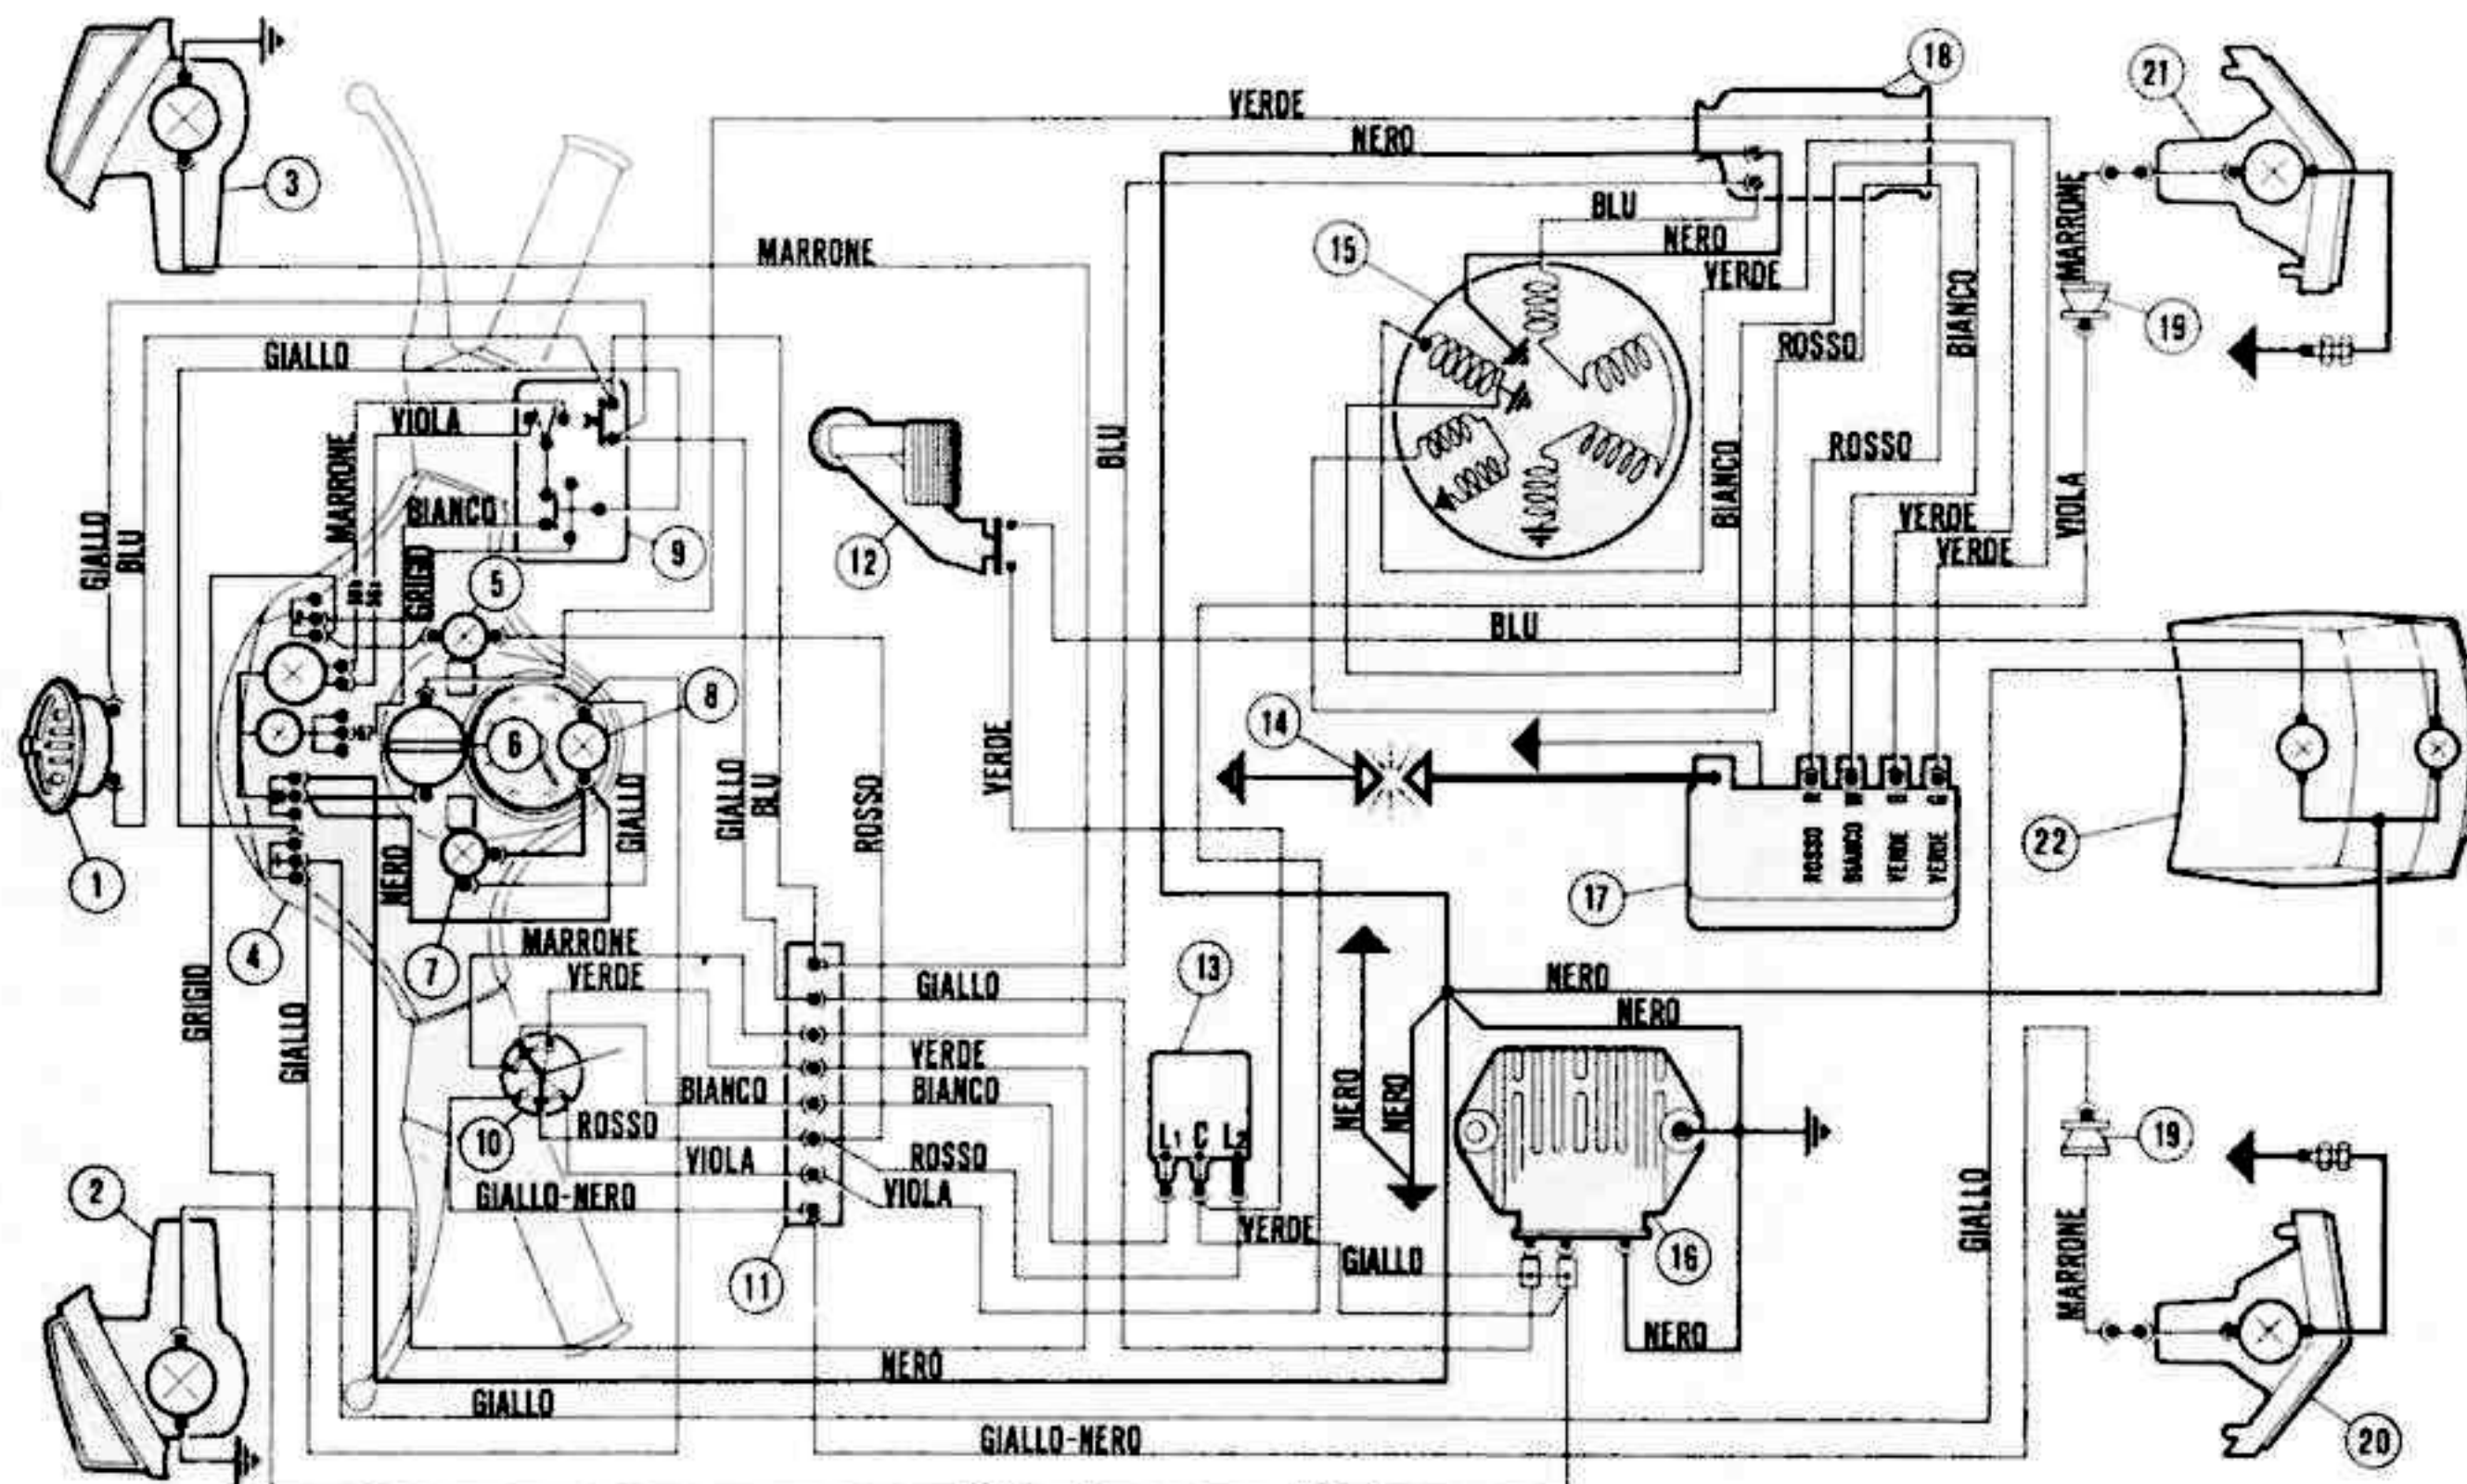 18
21
VERDE
NERO
3
MARRONE
BLU
NERO
15
VERDE
MARRONE
BIANCO
19
GIALLO
ROSSO
VIOLA
MARRONE
BLU
ROSSO
BIANCO
BIANCO
GIALLO
BLU
9
12
VERDE
VERDE
VIOLA
GRIGIO
5
BLU
8
6
14
VERDE
GIALLO
BLU
ROSSO
GIALLO
1
NERO
ROSSO
BIANCO
VERDE
VERDE
17
22
4
7
MARRONE
VERDE
GIALLO
13
NERO
NERO
GRIGIO
GIALLO
VERDE
BIANCO
BIANCO
NERO
NERO
10
ROSSO
L1 C L2
ROSSO
VIOLA
VIOLA
19
2
GIALLO-NERO
VERDE
GIALLO
16
11
GIALLO
MARRONE
NERO
NERO
GIALLO
GIALLO-NERO
20